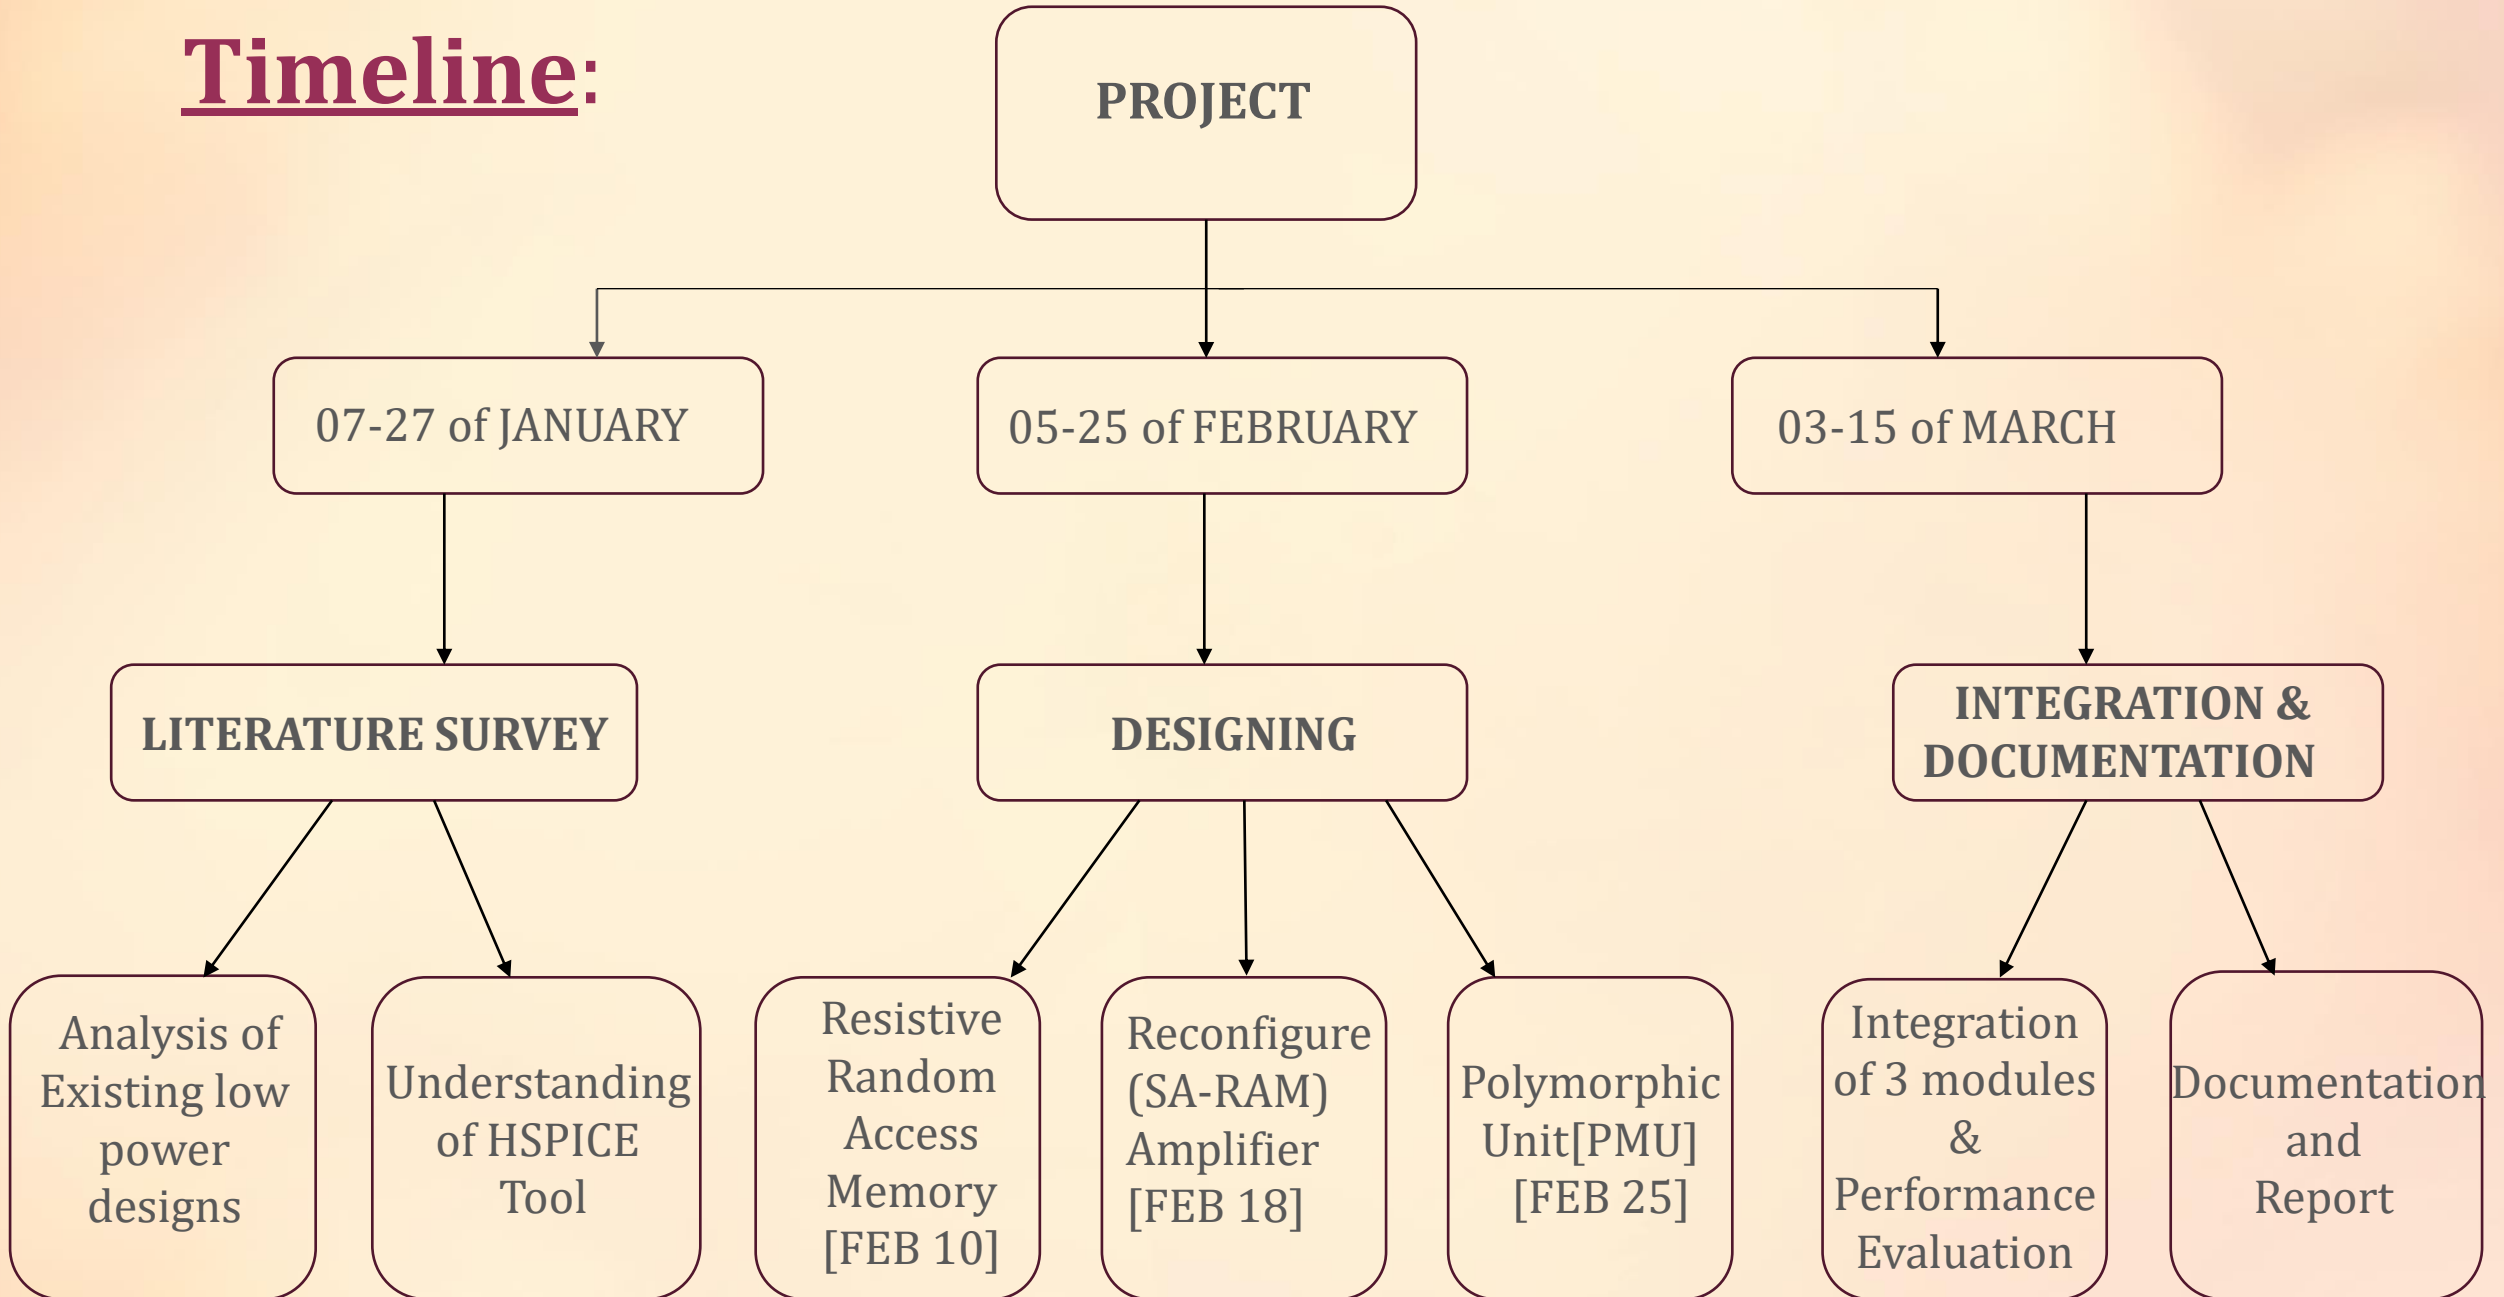 Timeline:
PROJECT
07-27 of JANUARY
05-25 of FEBRUARY
03-15 of MARCH
LITERATURE SURVEY
DESIGNING
INTEGRATION &
DOCUMENTATION
Analysis of
Existing low
power
designs
Understanding
of HSPICE
Tool
Resistive
Random
Access
Memory
[FEB 10]
Reconfigure
(SA-RAM)
Amplifier
[FEB 18]
Polymorphic
Unit[PMU]
[FEB 25]
Integration
of 3 modules
&
Performance
Evaluation
Documentation
and
Report